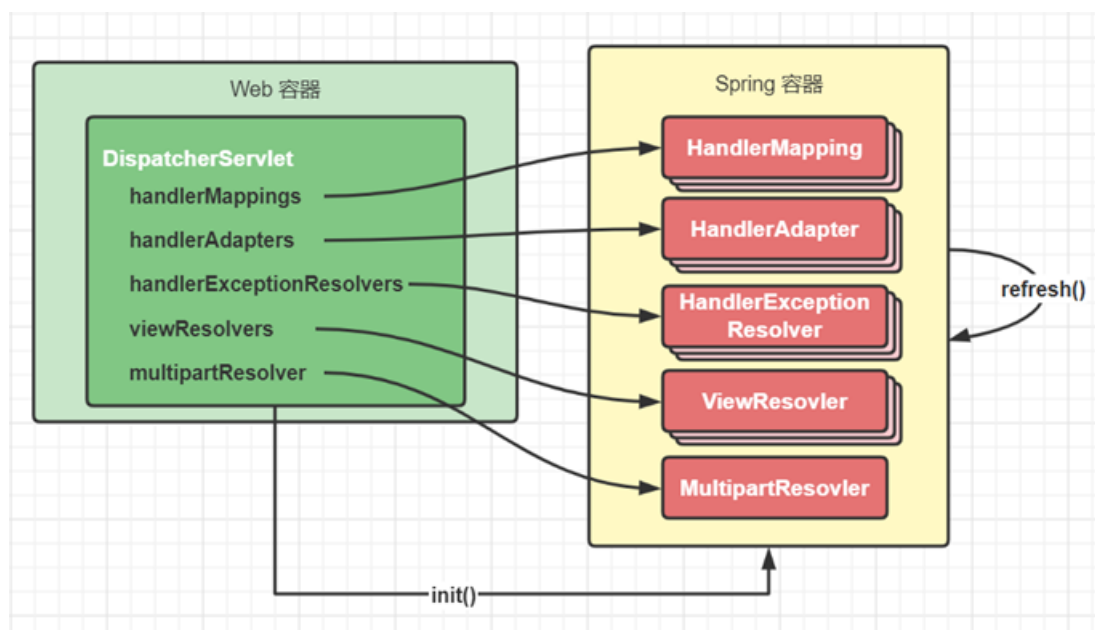 Web 容器
DispatcherServlet
handlerMappings
handlerAdapters
handlerExceptionResolvers
viewResolvers
multipartResolver
init()
Spring 容器
HandlerMapping
HandlerAdapter
HandlerException
Resolver
ViewResovler
MultipartResovler
refresh()